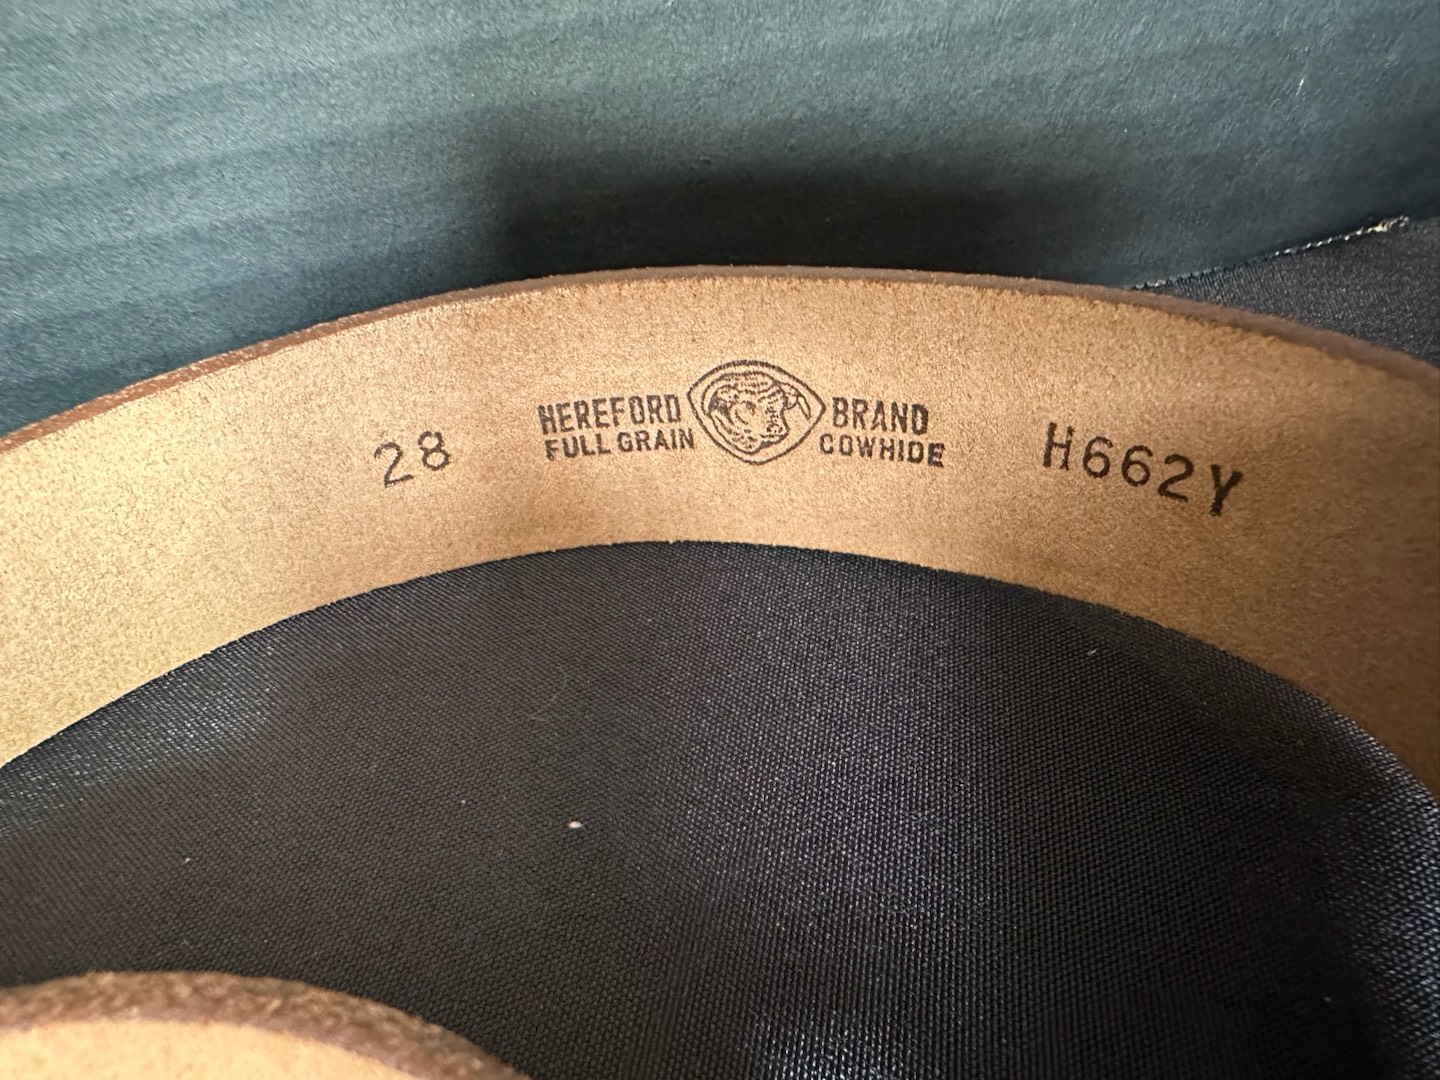 28
HEREFORD BRAND
FULL GRAIN COWHIDE
H662Y